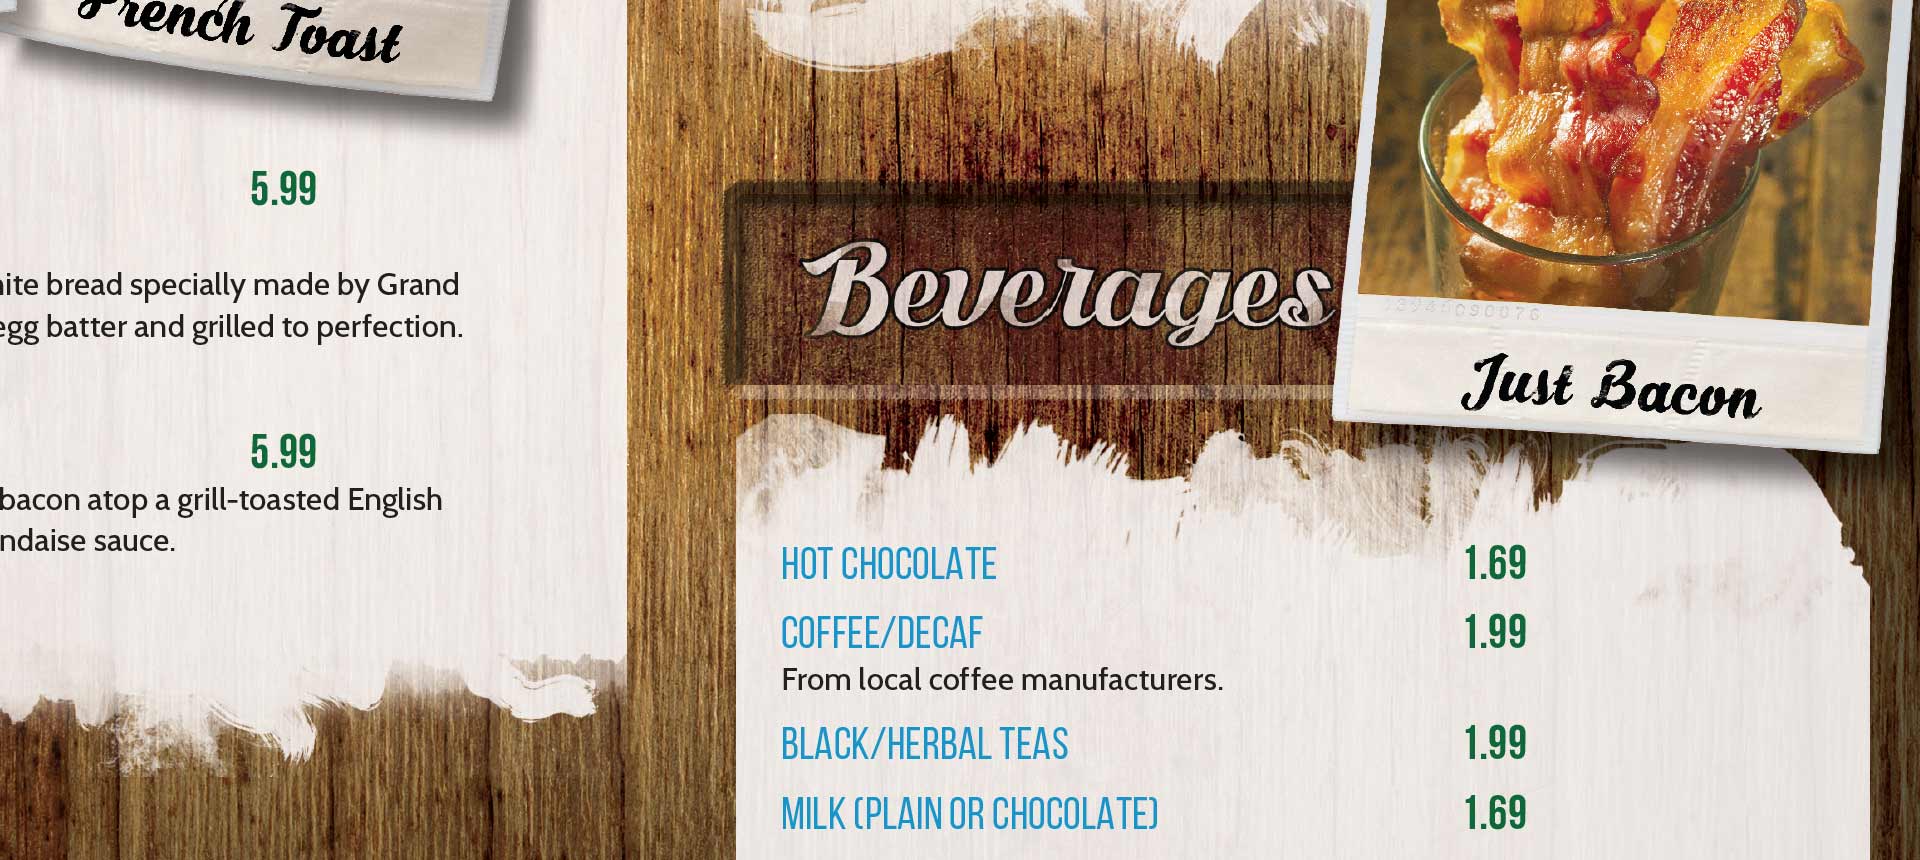 French Toast
5.99
bread specially made by Grand
egg batter and grilled to perfection.
5.99
bacon atop a grill-toasted English
sauce.
Beverages
Just Bacon
HOT CHOCOLATE 1.69
COFFEE/DECAF 1.99
From local coffee manufacturers.
BLACK/HERBAL TEAS 1.99
MILK (PLAIN OR CHOCOLATE) 1.69